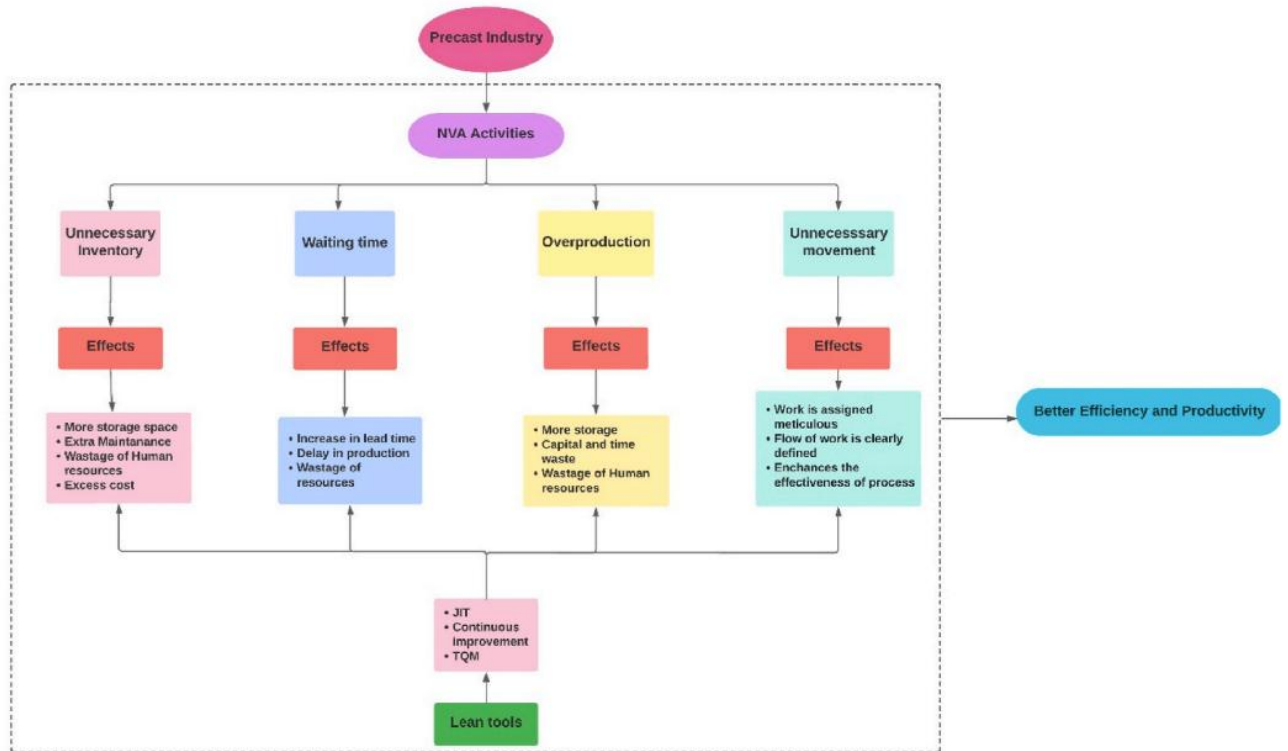 Precast Industry
NVA Activities
Unnecessary
Inventory
Waiting time
Overproduction
Unnecesssary
movement
Effects
Effects
Effects
Effects
• More storage space
• Extra Maintanance
• Wastage of Human
resources
• Excess cost
• Increase in lead time
• Delay in production
• Wastage of
resources
• More storage
• Capital and time
waste
• Wastage of Human
resources
• Work is assigned
meticulous
• Flow of work is clearly
defined
• Enchances the
effectiveness of process
Better Efficiency and Productivity
• JIT
• Continuous
improvement
• TQM
Lean tools